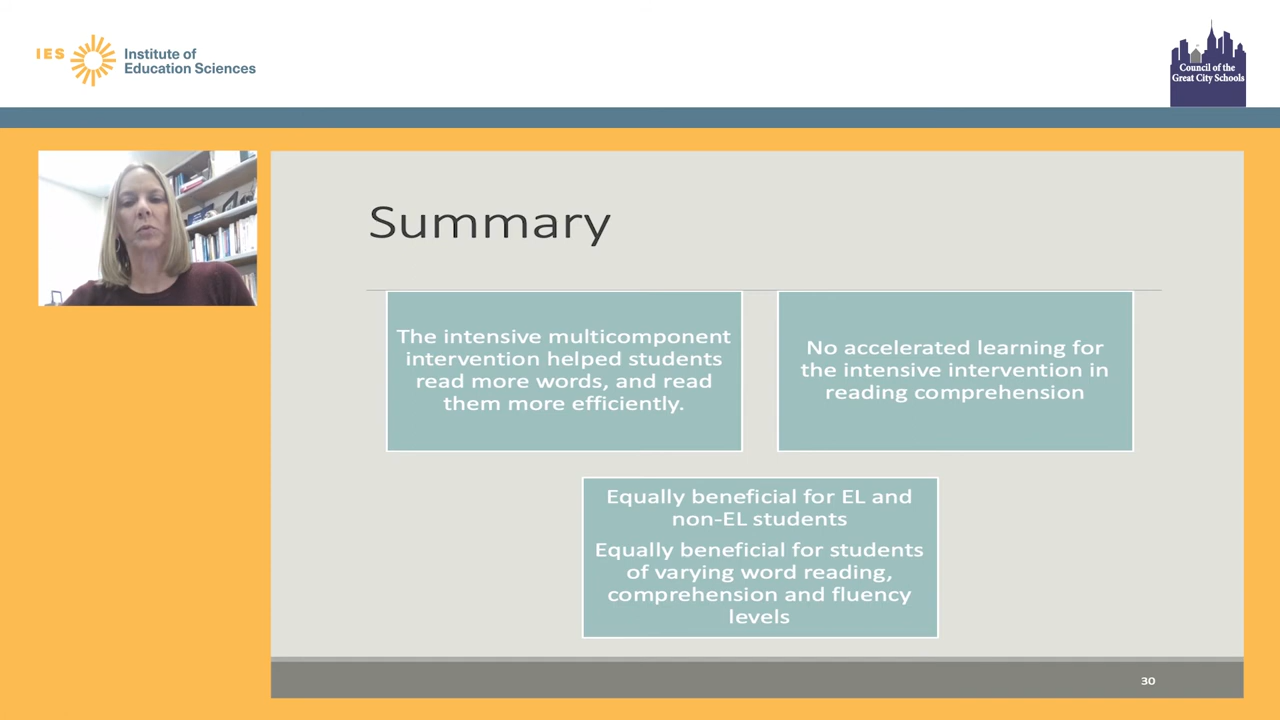 IES
Institute of
Education Sciences
Council of the
Great City Schools
Summary
The intensive multicomponent
intervention helped students
read more words, and read
them more efficiently.
No accelerated learning for
the intensive intervention in
reading comprehension
Equally beneficial for EL and
non-EL students
Equally beneficial for students
of varying word reading,
comprehension and fluency
levels
30